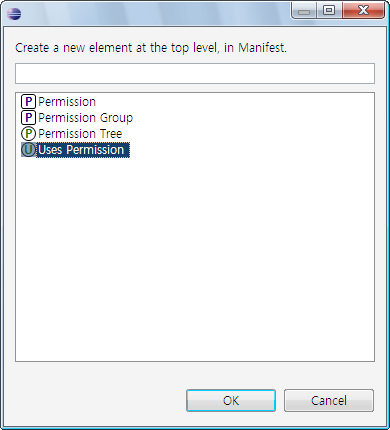 Create a new element at the top level, in Manifest.
P Permission
P Permission Group
P Permission Tree
U Uses Permission
OK
Cancel